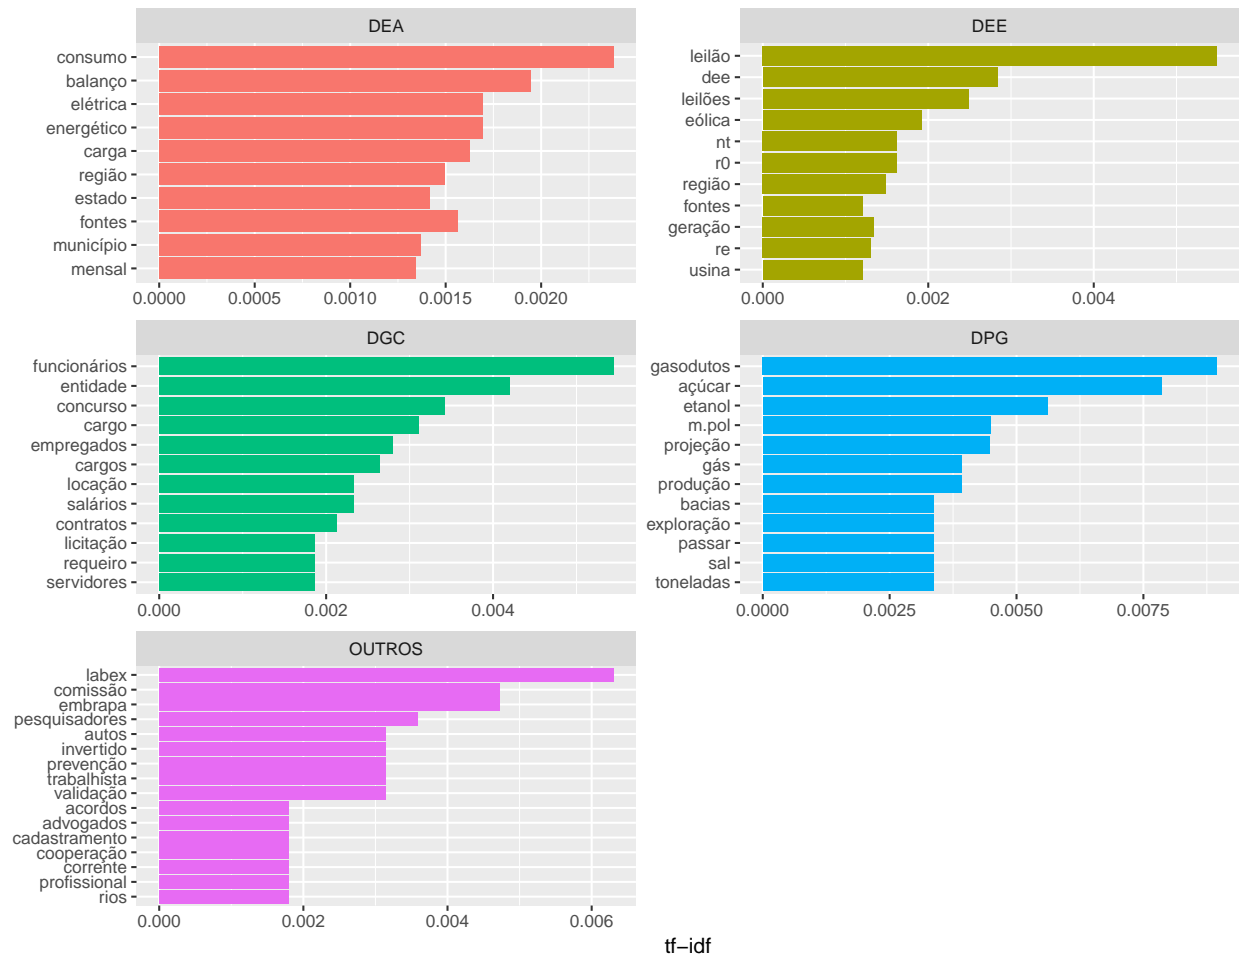 DEA
consumo
balanço
elétrica
energético
carga
região
estado
fontes
município
mensal
0.0000 0.0005 0.0010 0.0015 0.0020
DEE
leilão
dee
leilões
eólica
nt
r0
região
fontes
geração
re
usina
0.000 0.002 0.004
DGC
funcionários
entidade
concurso
cargo
empregados
cargos
locação
salários
contratos
licitação
requeiro
servidores
0.000 0.002 0.004
DPG
gasodutos
açúcar
etanol
m.pol
projeção
gás
produção
bacias
exploração
passar
sal
toneladas
0.0000 0.0025 0.0050 0.0075
OUTROS
labex
comissão
embrapa
pesquisadores
autos
invertido
prevenção
trabalhista
validação
acordos
advogados
cadastramento
cooperação
corrente
profissional
rios
0.000 0.002 0.004 0.006
tf−idf